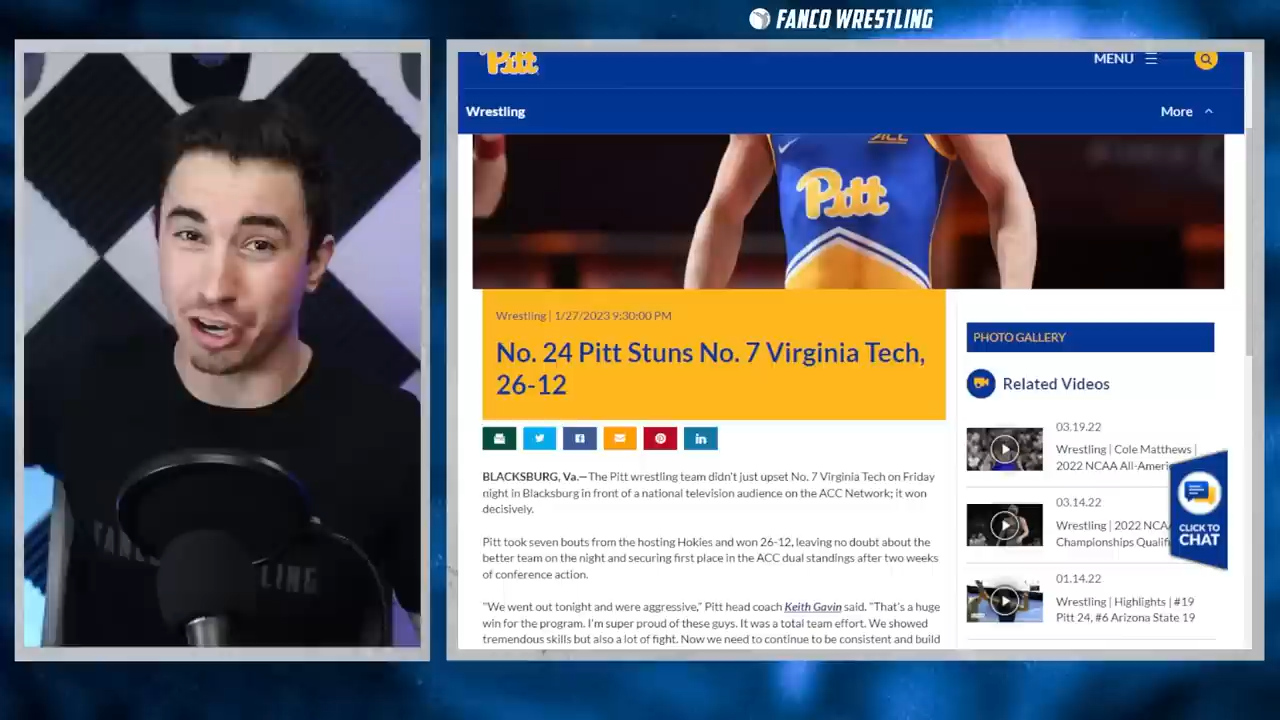 FANCO WRESTLING
Pitt
MENU
Wrestling
More
ACC
Pitt
Wrestling | 1/27/2023 9:30:00 PM
No. 24 Pitt Stuns No. 7 Virginia Tech,
26-12
BLACKSBURG, Va.—The Pitt wrestling team didn't just upset No. 7 Virginia Tech on Friday
night in Blacksburg in front of a national television audience on the ACC Network; it won
decisively.
Pitt took seven bouts from the hosting Hokies and won 26-12, leaving no doubt about the
better team on the night and securing first place in the ACC dual standings after two weeks
of conference action.
"We went out tonight and were aggressive," Pitt head coach Keith Gavin said. "That's a huge
win for the program. I'm super proud of these guys. It was a total team effort. We showed
tremendous skills but also a lot of fight. Now we need to continue to be consistent and build
PHOTO GALLERY
Related Videos
03.19.22
Wrestling | Cole Matthews |
2022 NCAA All-Americ
03.14.22
Wrestling | 2022 NCA
Championships Qualif
01.14.22
Wrestling | Highlights | #19
Pitt 24, #6 Arizona State 19
CLICK TO
CHAT
FANCO
LING